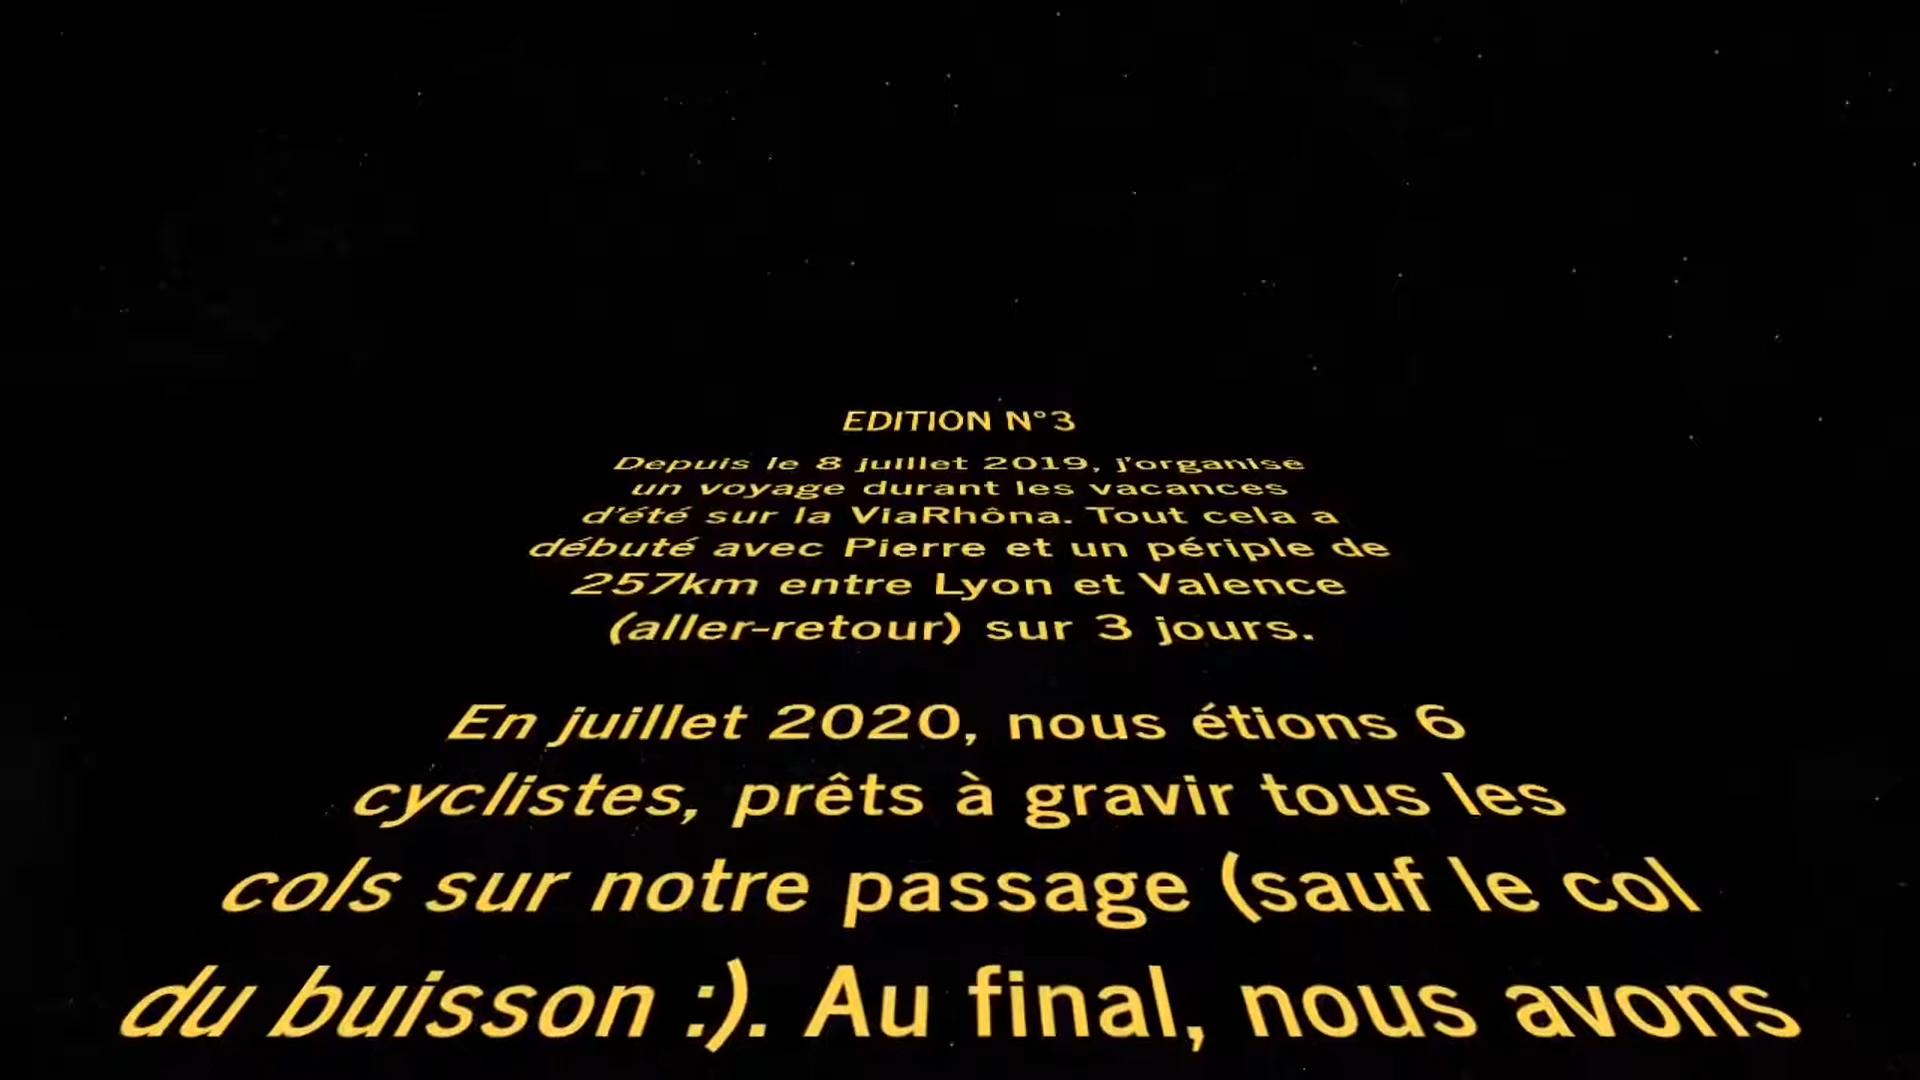 EDITION N°3
Depuis le 8 juillet 2019, j'organise
un voyage durant les vacances
d'été sur la ViaRhôna. Tout cela a
débuté avec Pierre et un périple de
257km entre Lyon et Valence
(aller-retour) sur 3 jours.
En juillet 2020, nous étions 6
cyclistes, prêts à gravir tous les
cols sur notre passage (sauf le col
du buisson :). Au final, nous avons